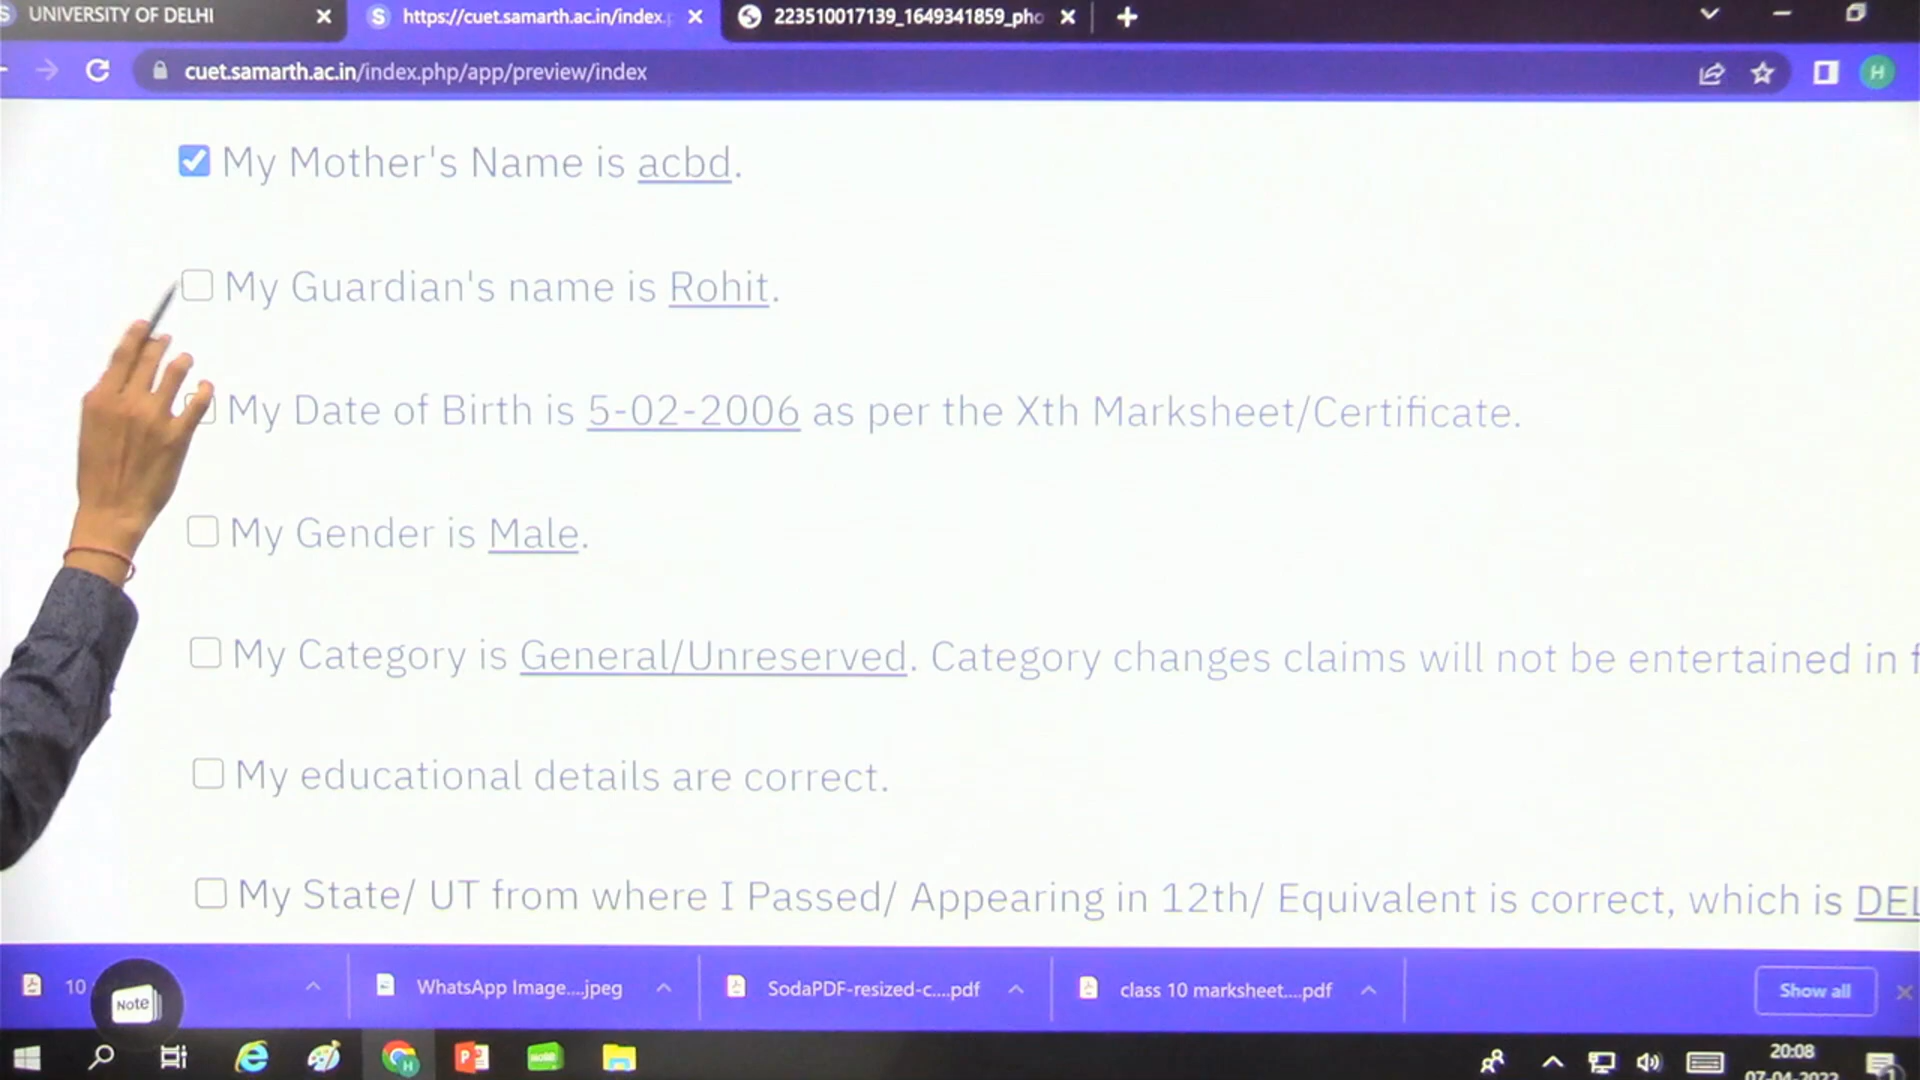 UNIVERSITY OF DELHI
https://cuet.samarth.ac.in/index.p
223510017139_1649341859_pho
cuet.samarth.ac.in/index.php/app/preview/index
H
My Mother's Name is acbd.
My Guardian's name is Rohit.
My Date of Birth is 5-02-2006 as per the Xth Marksheet/Certificate.
My Gender is Male.
My Category is General/Unreserved. Category changes claims will not be entertained in f
My educational details are correct.
My State/ UT from where I Passed/ Appearing in 12th/ Equivalent is correct, which is DEL
10
Note
WhatsApp Image....jpeg
SodaPDF-resized-c....pdf
class 10 marksheet....pdf
Show all
20:08
07-04-2022